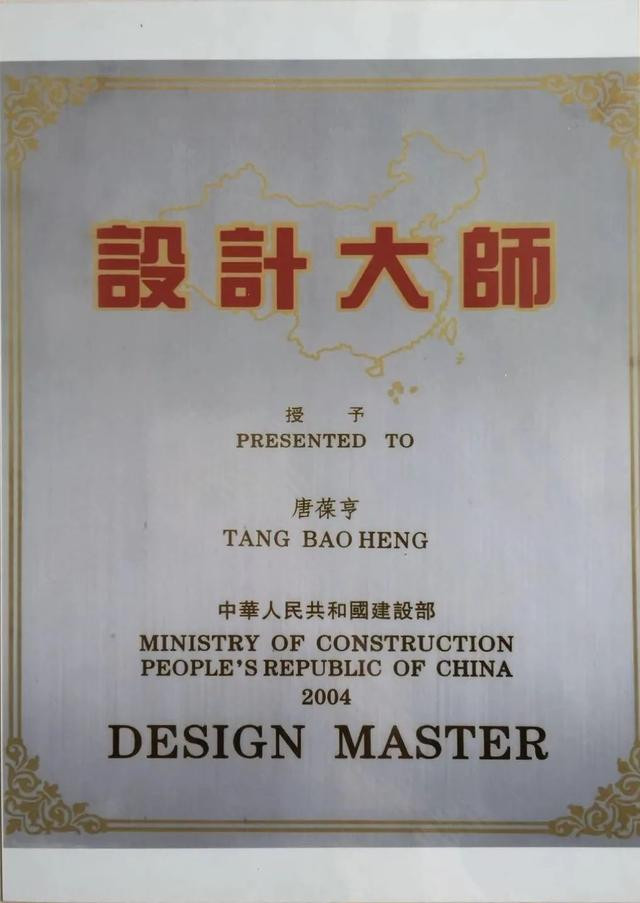 設計大師
授予
PRESENTED TO
唐葆亨
TANG BAO HENG
中華人民共和國建設部
MINISTRY OF CONSTRUCTION
PEOPLE'S REPUBLIC OF CHINA
2004
DESIGN MASTER